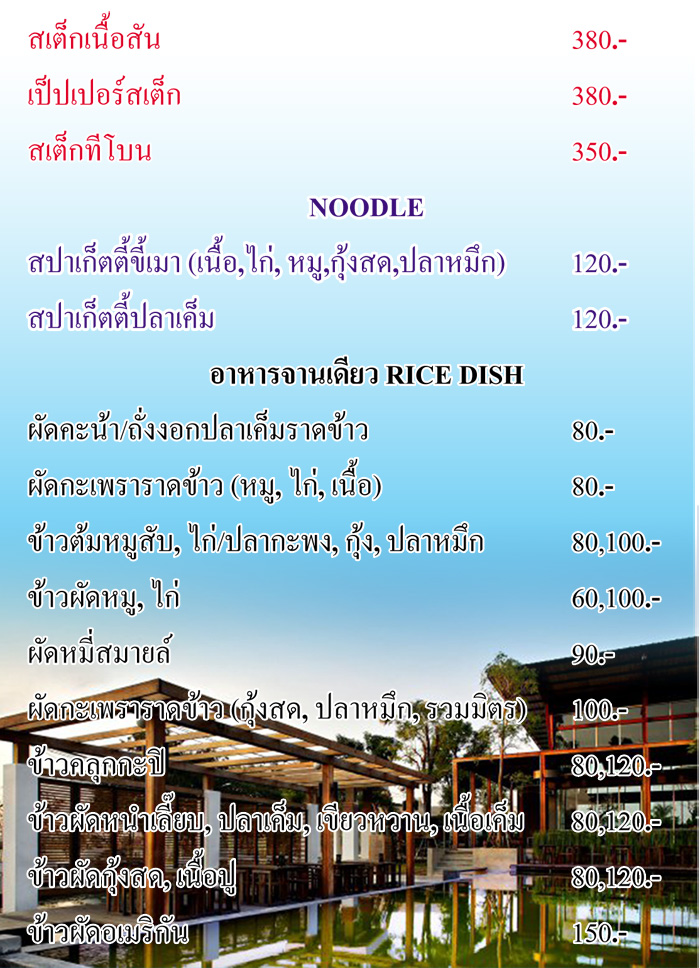 สเต็กเนื้อสัน 380.-
เป็ปเปอร์สเต็ก 380.-
สเต็กทีโบน 350.-
NOODLE
สปาเก็ตตี้ขี้เมา (เนื้อ,ไก่, หมู,กุ้งสด,ปลาหมึก) 120.-
สปาเก็ตตี้ปลาเค็ม 120.-
อาหารจานเดียว RICE DISH
ผัดคะน้า/ถั่งงอกปลาเค็มราดข้าว 80.-
ผัดกะเพราราดข้าว (หมู, ไก่, เนื้อ) 80.-
ข้าวต้มหมูสับ, ไก่/ปลากะพง, กุ้ง, ปลาหมึก 80,100.-
ข้าวผัดหมู, ไก่ 60,100.-
ผัดหมี่สมายล์ 90.-
ผัดกะเพราราดข้าว (กุ้งสด, ปลาหมึก, รวมมิตร) 100.-
ข้าวคลุกกะปิ 80,120.-
ข้าวผัดหนำเลี๊ยบ, ปลาเค็ม, เขียวหวาน, เนื้อเค็ม 80,120.-
ข้าวผัดกุ้งสด, เนื้อปู 80,120.-
ข้าวผัดอเมริกัน 150.-